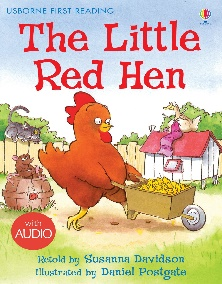 USBORNE FIRST READING
The Little
Red Hen
with
AUDIO
Retold by Susanna Davidson
Illustrated by Daniel Postgate